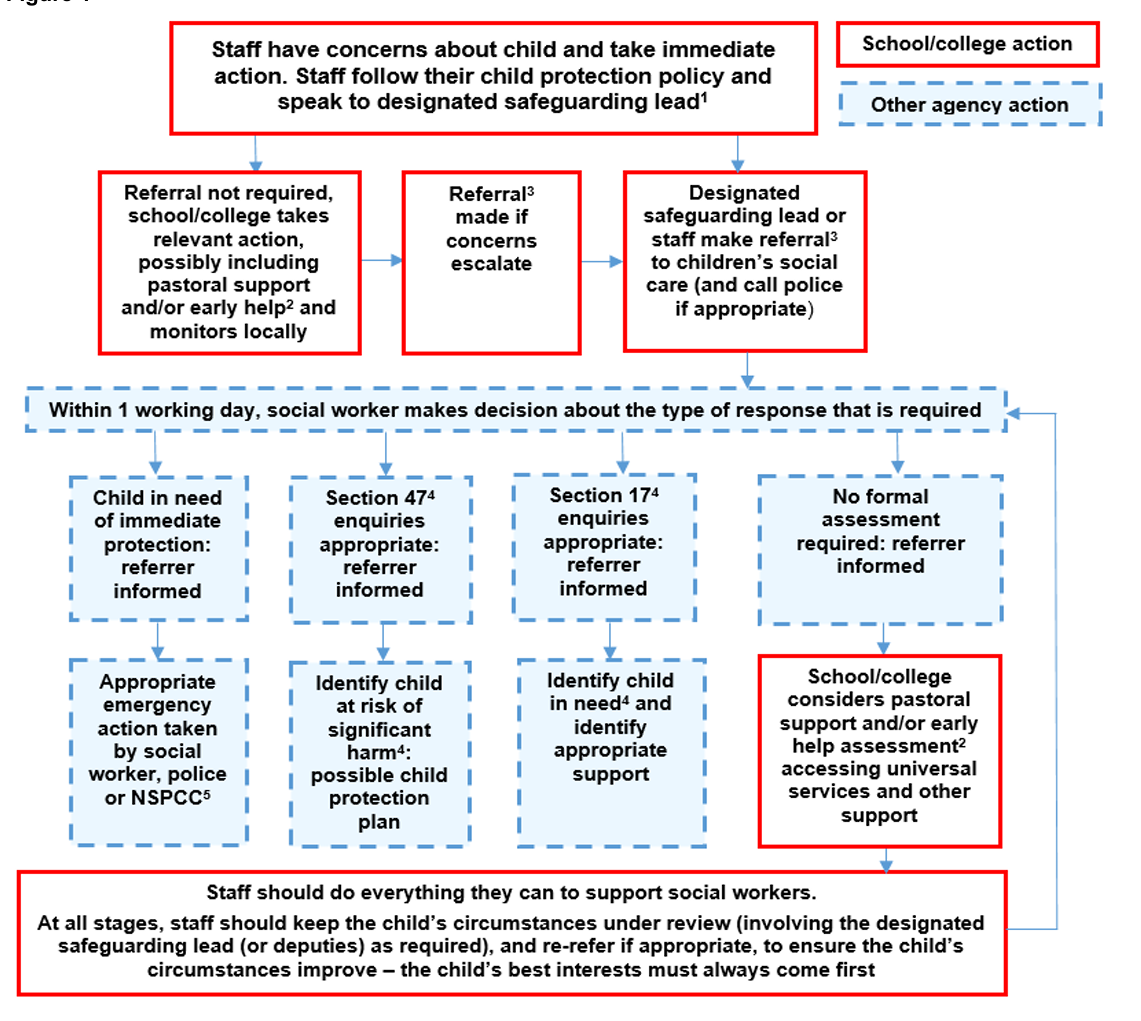 Staff have concerns about child and take immediate
action. Staff follow their child protection policy and
speak to designated safeguarding lead¹
School/college action
Other agency action
Referral not required,
school/college takes
relevant action,
possibly including
pastoral support
and/or early help² and
monitors locally
Referral³
made if
concerns
escalate
Designated
safeguarding lead or
staff make referral³
to children’s social
care (and call police
if appropriate)
Within 1 working day, social worker makes decision about the type of response that is required
Child in need
of immediate
protection:
referrer
informed
Section 47⁴
enquiries
appropriate:
referrer
informed
Section 17⁴
enquiries
appropriate:
referrer
informed
No formal
assessment
required: referrer
informed
Appropriate
emergency
action taken
by social
worker, police
or NSPCC⁵
Identify child
at risk of
significant
harm⁴:
possible child
protection
plan
Identify child
in need⁴ and
identify
appropriate
support
School/college
considers pastoral
support and/or early
help assessment²
accessing universal
services and other
support
Staff should do everything they can to support social workers.
At all stages, staff should keep the child’s circumstances under review (involving the designated
safeguarding lead (or deputies) as required), and re-refer if appropriate, to ensure the child’s
circumstances improve – the child’s best interests must always come first